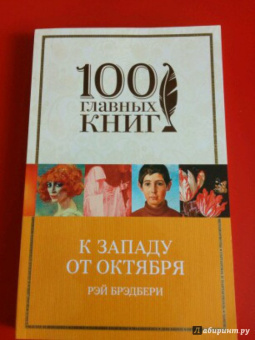 100
ГЛАВНЫХ
КНИГ
К ЗАПАДУ
ОТ ОКТЯБРЯ
РЭЙ БРЭДБЕРИ
Лабиринт.ру